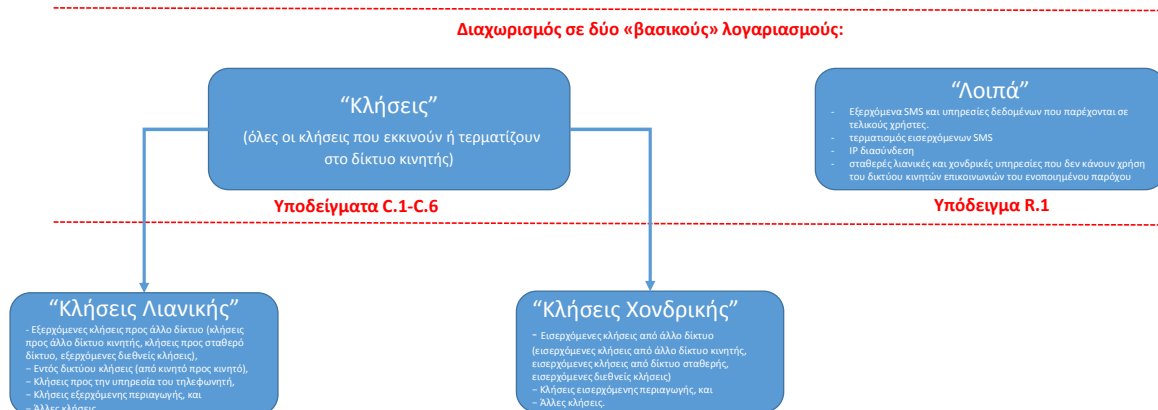 Διαχωρισμός σε δύο «βασικούς» λογαριασμούς:
“Κλήσεις”
(όλες οι κλήσεις που εκκινούν ή τερματίζουν
στο δίκτυο κινητής)
“Λοιπά”
- Εξερχόμενα SMS και υπηρεσίες δεδομένων που παρέχονται σε
τελικούς χρήστες.
- τερματισμός εισερχόμενων SMS
- IP διασύνδεση
- σταθερές λιανικές και χονδρικές υπηρεσίες που δεν κάνουν χρήση
του δικτύου κινητών επικοινωνιών του ενοποιημένου παρόχου
Υποδείγματα C.1-C.6
Υπόδειγμα R.1
“Κλήσεις Λιανικής”
- Εξερχόμενες κλήσεις προς άλλο δίκτυο (κλήσεις
προς άλλο δίκτυο κινητής, κλήσεις προς σταθερό
δίκτυο, εξερχόμενες διεθνείς κλήσεις),
– Εντός δικτύου κλήσεις (από κινητό προς κινητό),
– Κλήσεις προς την υπηρεσία του τηλεφωνητή,
– Κλήσεις εξερχόμενης περιαγωγής, και
– Άλλες κλήσεις
“Κλήσεις Χονδρικής”
- Εισερχόμενες κλήσεις από άλλο δίκτυο
(εισερχόμενες κλήσεις από άλλο δίκτυο κινητής,
εισερχόμενες κλήσεις από δίκτυο σταθερής,
εισερχόμενες διεθνείς κλήσεις)
– Κλήσεις εισερχόμενης περιαγωγής, και
– Άλλες κλήσεις.